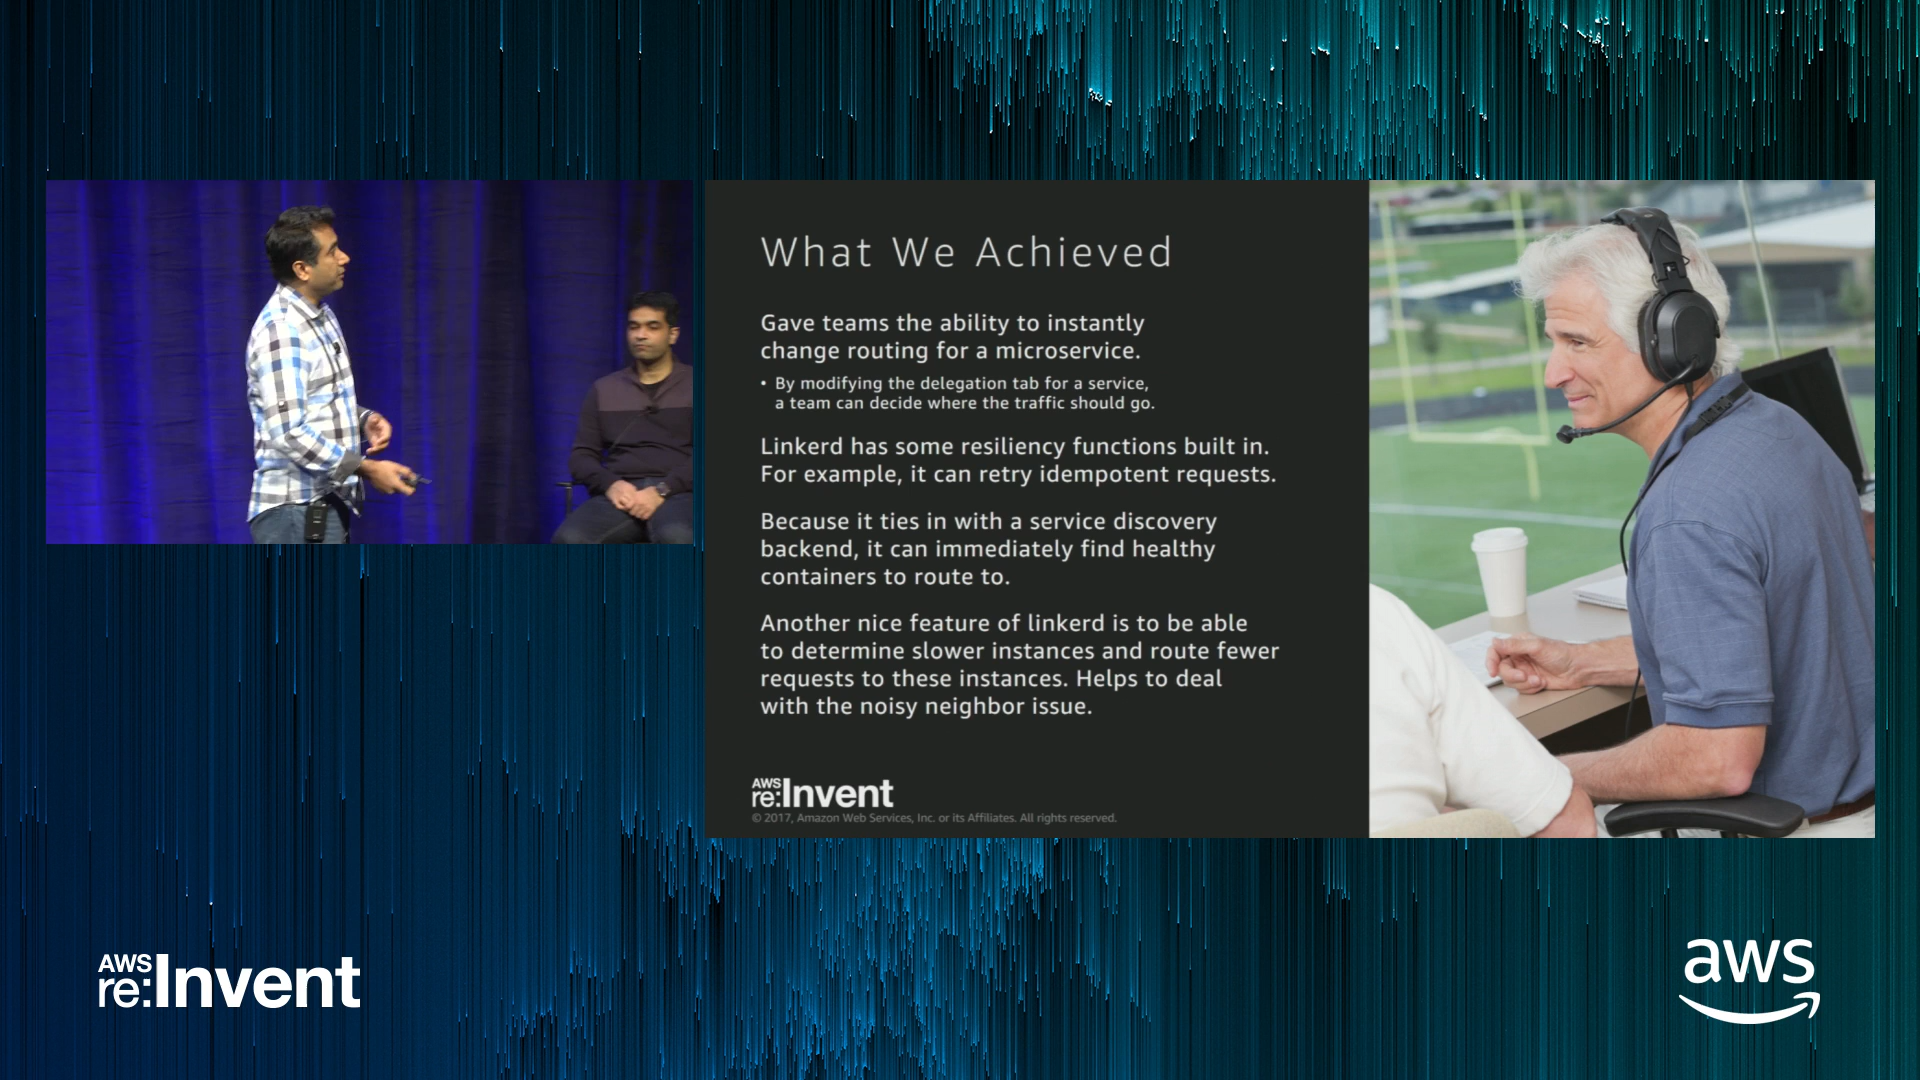 What We Achieved
Gave teams the ability to instantly
change routing for a microservice.
• By modifying the delegation tab for a service,
a team can decide where the traffic should go.
Linkerd has some resiliency functions built in.
For example, it can retry idempotent requests.
Because it ties in with a service discovery
backend, it can immediately find healthy
containers to route to.
Another nice feature of linkerd is to be able
to determine slower instances and route fewer
requests to these instances. Helps to deal
with the noisy neighbor issue.
AWS
re:Invent
© 2017, Amazon Web Services, Inc. or its Affiliates. All rights reserved.
AWS
re:Invent
aws